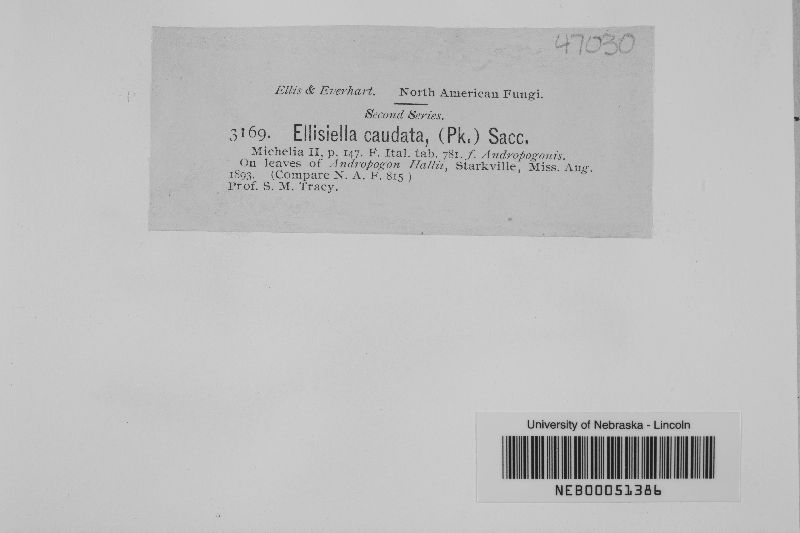 47030
Ellis & Everhart. North American Fungi.
Second Series.
3169. Ellisiella caudata, (Pk.) Sacc.
Michelia II, p. 147. F. Ital. tab. 781. f. Andropogonis.
On leaves of Andropogon Hallii, Starkville, Miss. Aug.
1893. (Compare N. A. F. 815 )
Prof. S. M. Tracy.
University of Nebraska - Lincoln
NEB00051386